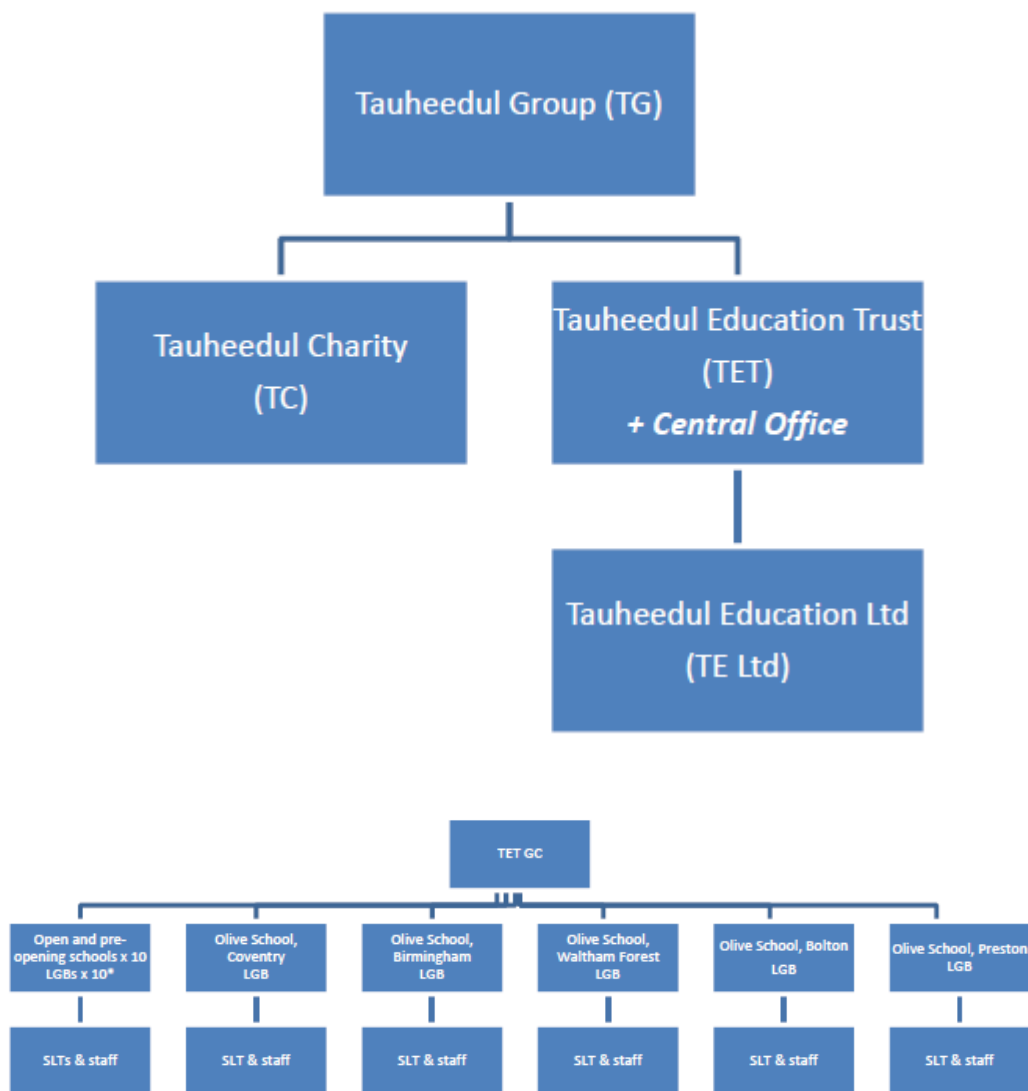 Tauheedul Group (TG)
Tauheedul Charity
(TC)
Tauheedul Education Trust
(TET)
+ Central Office
Tauheedul Education Ltd
(TE Ltd)
TET GC
Open and pre-
opening schools x 10
LGBs x 10*
Olive School,
Coventry
LGB
Olive School,
Birmingham
LGB
Olive School,
Waltham Forest
LGB
Olive School, Bolton
LGB
Olive School, Preston
LGB
SLTs & staff
SLT & staff
SLT & staff
SLT & staff
SLT & staff
SLT & staff